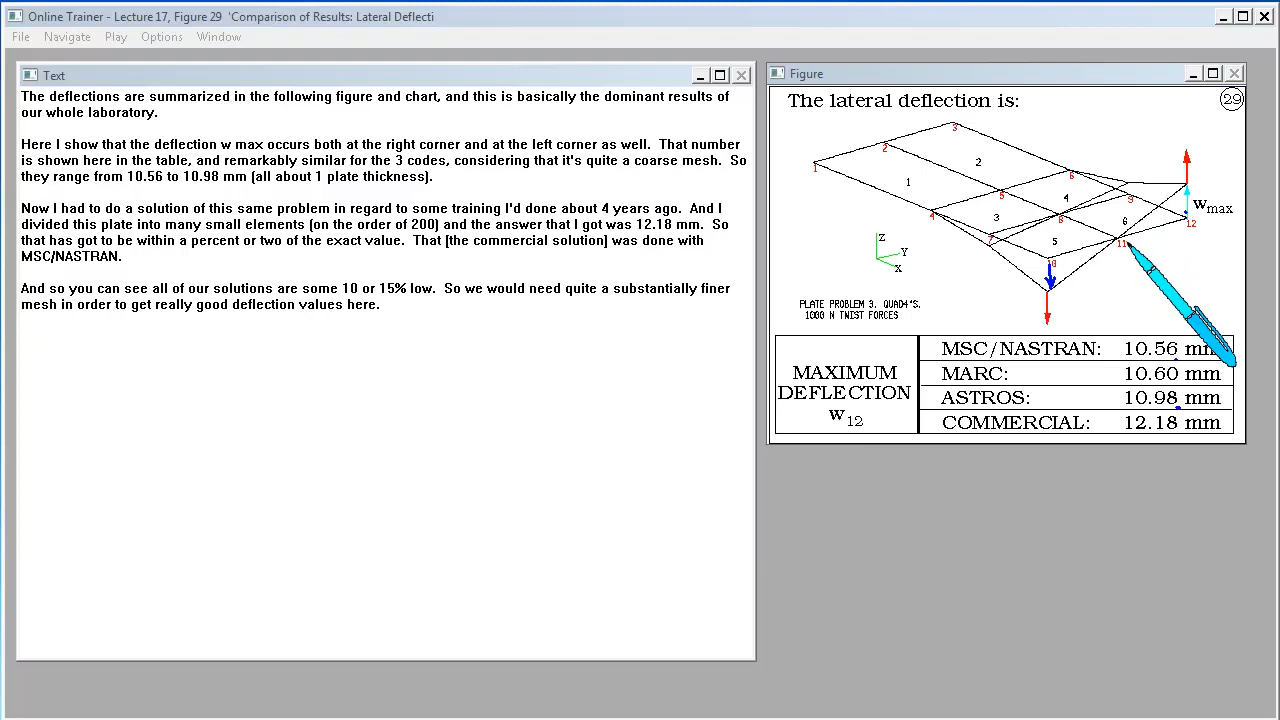 Online Trainer - Lecture 17, Figure 29 'Comparison of Results: Lateral Deflecti
File Navigate Play Options Window
Text
The deflections are summarized in the following figure and chart, and this is basically the dominant results of
our whole laboratory.
Here I show that the deflection w max occurs both at the right corner and at the left corner as well. That number
is shown here in the table, and remarkably similar for the 3 codes, considering that it's quite a coarse mesh. So
they range from 10.56 to 10.98 mm (all about 1 plate thickness).
Now I had to do a solution of this same problem in regard to some training I'd done about 4 years ago. And I
divided this plate into many small elements (on the order of 200) and the answer that I got was 12.18 mm. So
that has got to be within a percent or two of the exact value. That [the commercial solution] was done with
MSC/NASTRAN.
And so you can see all of our solutions are some 10 or 15% low. So we would need quite a substantially finer
mesh in order to get really good deflection values here.
Figure
The lateral deflection is:
29
3
2
2
1
6
1
5
4
9
wmax
4
3
8
6
12
7
5
11
Z
Y
X
10
PLATE PROBLEM 3. QUAD4'S.
1000 N TWIST FORCES
MAXIMUM
DEFLECTION
w12
MSC/NASTRAN: 10.56 mm
MARC: 10.60 mm
ASTROS: 10.98 mm
COMMERCIAL: 12.18 mm